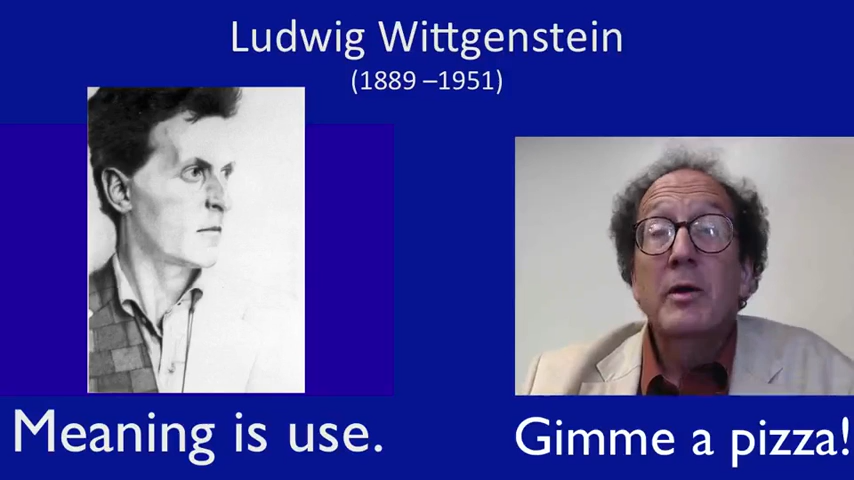 Ludwig Wittgenstein
(1889 –1951)
Meaning is use.
Gimme a pizza!